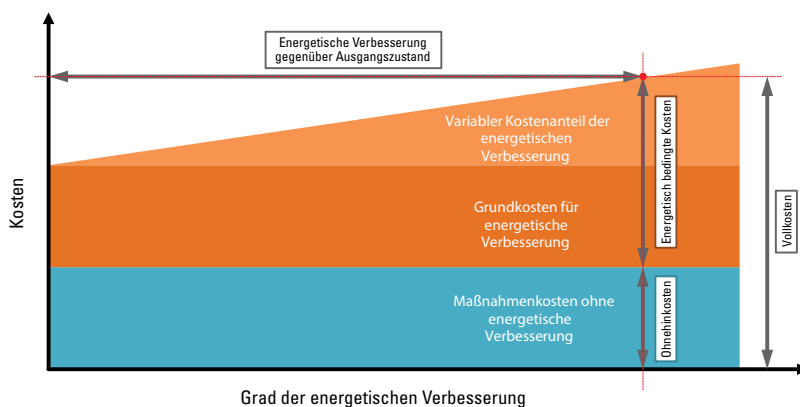 Energetische Verbesserung
gegenüber Ausgangszustand
Variabler Kostenanteil der
energetischen
Verbesserung
Grundkosten für
energetische
Verbesserung
Maßnahmenkosten ohne
energetische
Verbesserung
Energetisch bedingte Kosten
Ohnehinkosten
Vollkosten
Kosten
Grad der energetischen Verbesserung